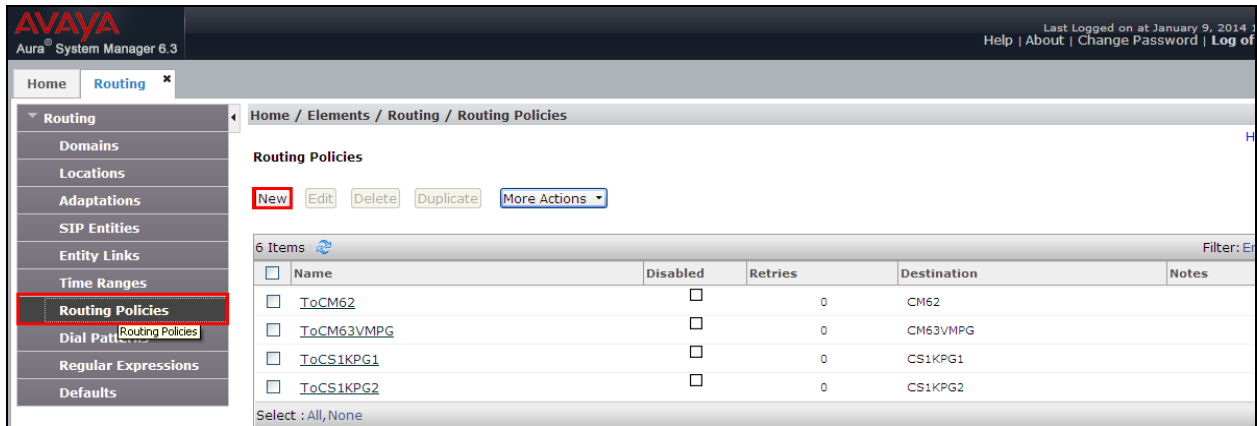 AVAYA
Aura® System Manager 6.3
Last Logged on at January 9, 2014 1
Help | About | Change Password | Log of
Home
Routing ×
Routing
Domains
Locations
Adaptations
SIP Entities
Entity Links
Time Ranges
Routing Policies
Routing Policies
Dial Patterns
Regular Expressions
Defaults
Home / Elements / Routing / Routing Policies
H
Routing Policies
New Edit Delete Duplicate More Actions
6 Items Filter: En
Name Disabled Retries Destination Notes
ToCM62 0 CM62
ToCM63VMPG 0 CM63VMPG
ToCS1KPG1 0 CS1KPG1
ToCS1KPG2 0 CS1KPG2
Select : All, None